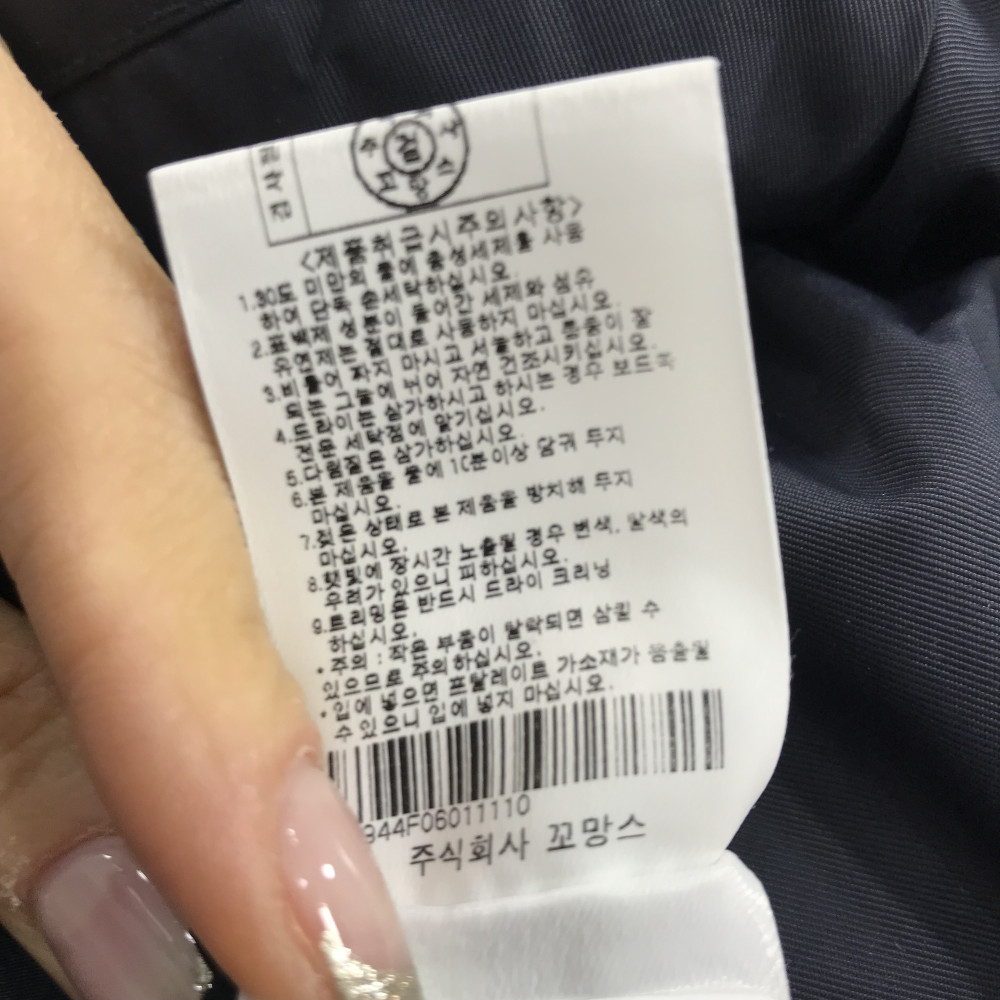 <제품취급시주의사항>
1.30도 미만의 물에 중성세제를 사용
하여 단독 손세탁하십시오.
2.표백제 성분이 들어간 세제와 섬유
유연제는 절대로 사용하지 마십시오.
3.비틀어 짜지 마시고 서늘하고 통풍이 잘
되는 그늘에 뉘어 자연 건조시키십시오.
4.드라이는 삼가하시고 하시는 경우 반드시
전문 세탁점에 맡기십시오.
5.다림질은 삼가하십시오.
6.본 제품을 물에 10분이상 담궈 두지
마십시오.
7.젖은 상태로 본 제품을 방치해 두지
마십시오.
8.햇빛에 장시간 노출될 경우 변색, 탈색의
우려가 있으니 피하십시오.
9.트리밍은 반드시 드라이 크리닝
하십시오.
*주의 : 작은 부품이 탈락되면 삼킬 수
있으므로 주의하십시오.
*입에 넣으면 프탈레이트 가소제가 용출될
수 있으니 입에 넣지 마십시오.
944F06011110
주식회사 꼬망스